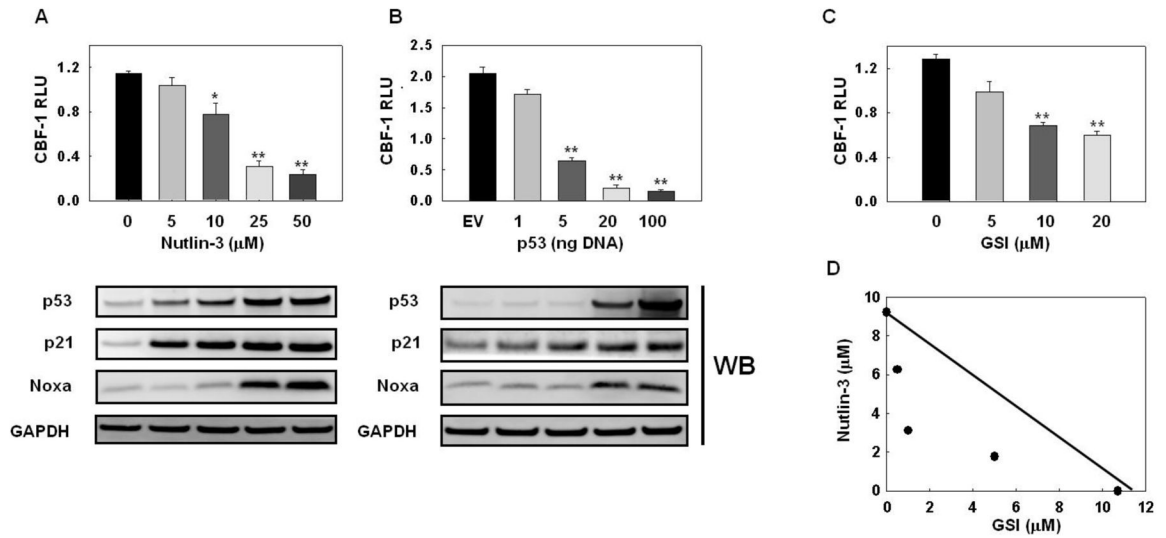 A
CBF-1 RLU
1.2
0.8
0.4
0.0
*
**
**
0 5 10 25 50
Nutlin-3 (μM)
p53
p21
Noxa
GAPDH
B
CBF-1 RLU
2.5
2.0
1.5
1.0
0.5
0.0
**
**
**
EV 1 5 20 100
p53 (ng DNA)
p53
p21
Noxa
GAPDH
WB
C
CBF-1 RLU
1.2
0.8
0.4
0.0
**
**
0 5 10 20
GSI (μM)
D
Nutlin-3 (μM)
10
8
6
4
2
0
0 2 4 6 8 10 12
GSI (μM)